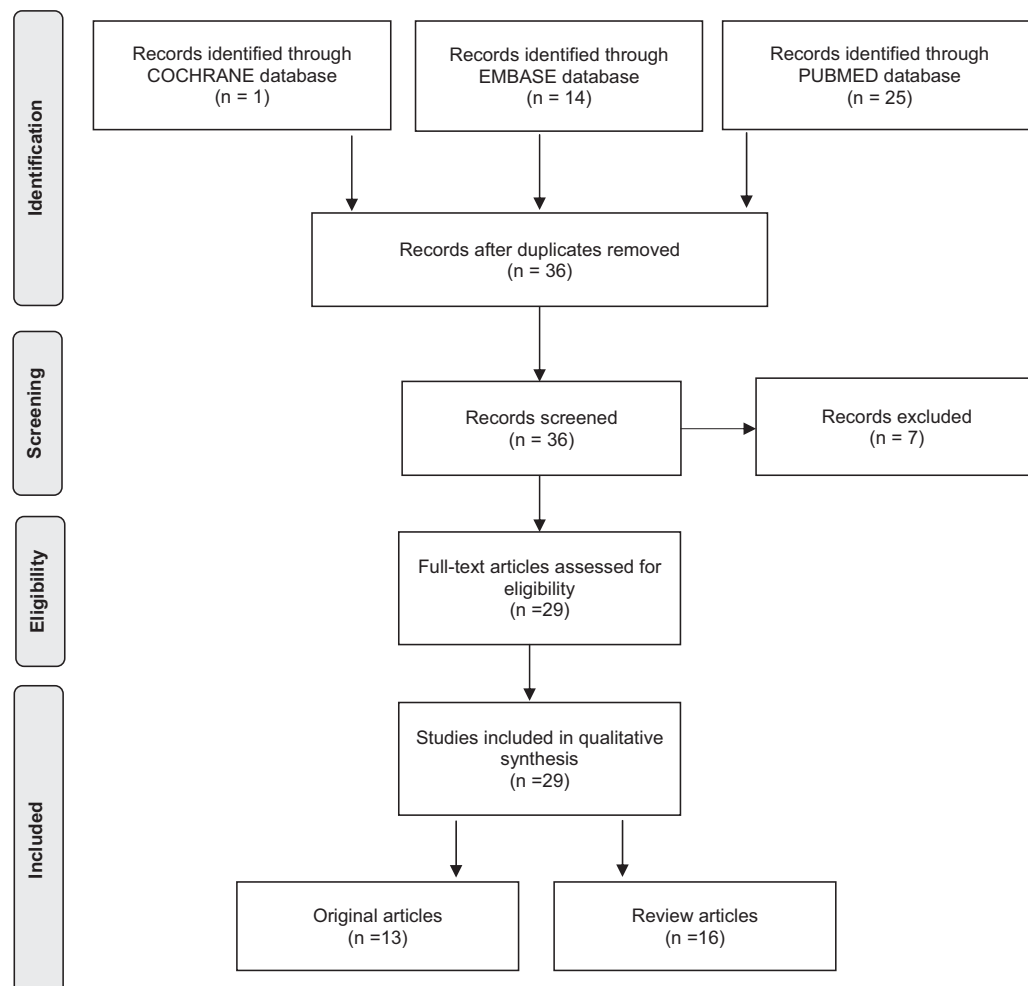 Identification
Records identified through
COCHRANE database
(n = 1)
Records identified through
EMBASE database
(n = 14)
Records identified through
PUBMED database
(n = 25)
Records after duplicates removed
(n = 36)
Screening
Records screened
(n = 36)
Records excluded
(n = 7)
Eligibility
Full-text articles assessed for
eligibility
(n =29)
Included
Studies included in qualitative
synthesis
(n =29)
Original articles
(n =13)
Review articles
(n =16)